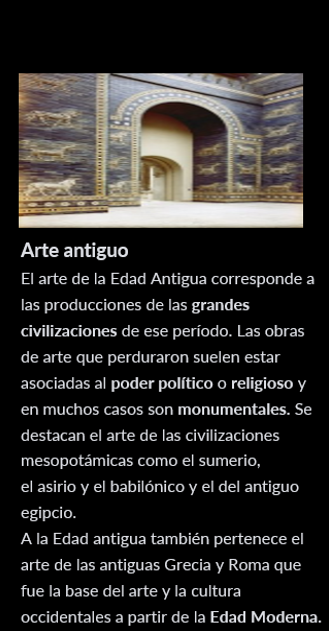 Arte antiguo
El arte de la Edad Antigua corresponde a
las producciones de las grandes
civilizaciones de ese período. Las obras
de arte que perduraron suelen estar
asociadas al poder político o religioso y
en muchos casos son monumentales. Se
destacan el arte de las civilizaciones
mesopotámicas como el sumerio,
el asirio y el babilónico y el del antiguo
egipcio.
A la Edad antigua también pertenece el
arte de las antiguas Grecia y Roma que
fue la base del arte y la cultura
occidentales a partir de la Edad Moderna.